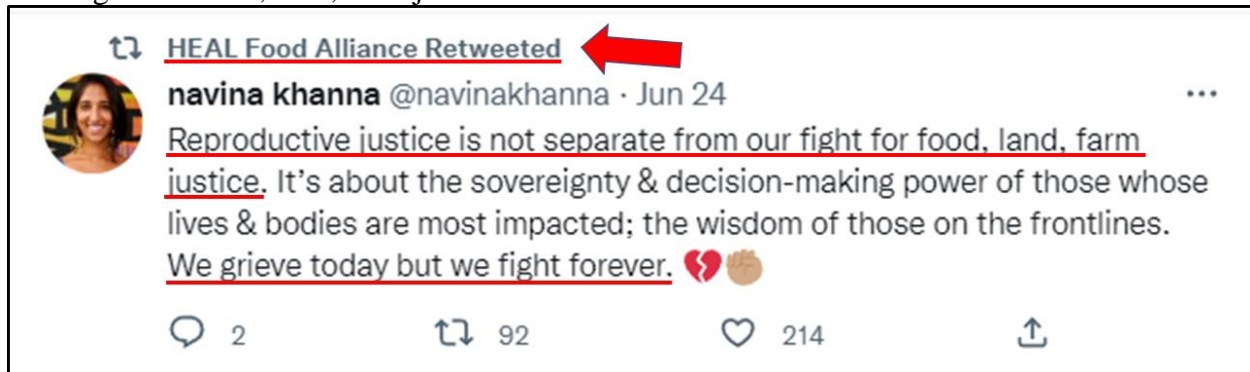 HEAL Food Alliance Retweeted
navina khanna @navinakhanna · Jun 24
Reproductive justice is not separate from our fight for food, land, farm
justice. It’s about the sovereignty & decision-making power of those whose
lives & bodies are most impacted; the wisdom of those on the frontlines.
We grieve today but we fight forever. 💔✊🏽
2 92 214